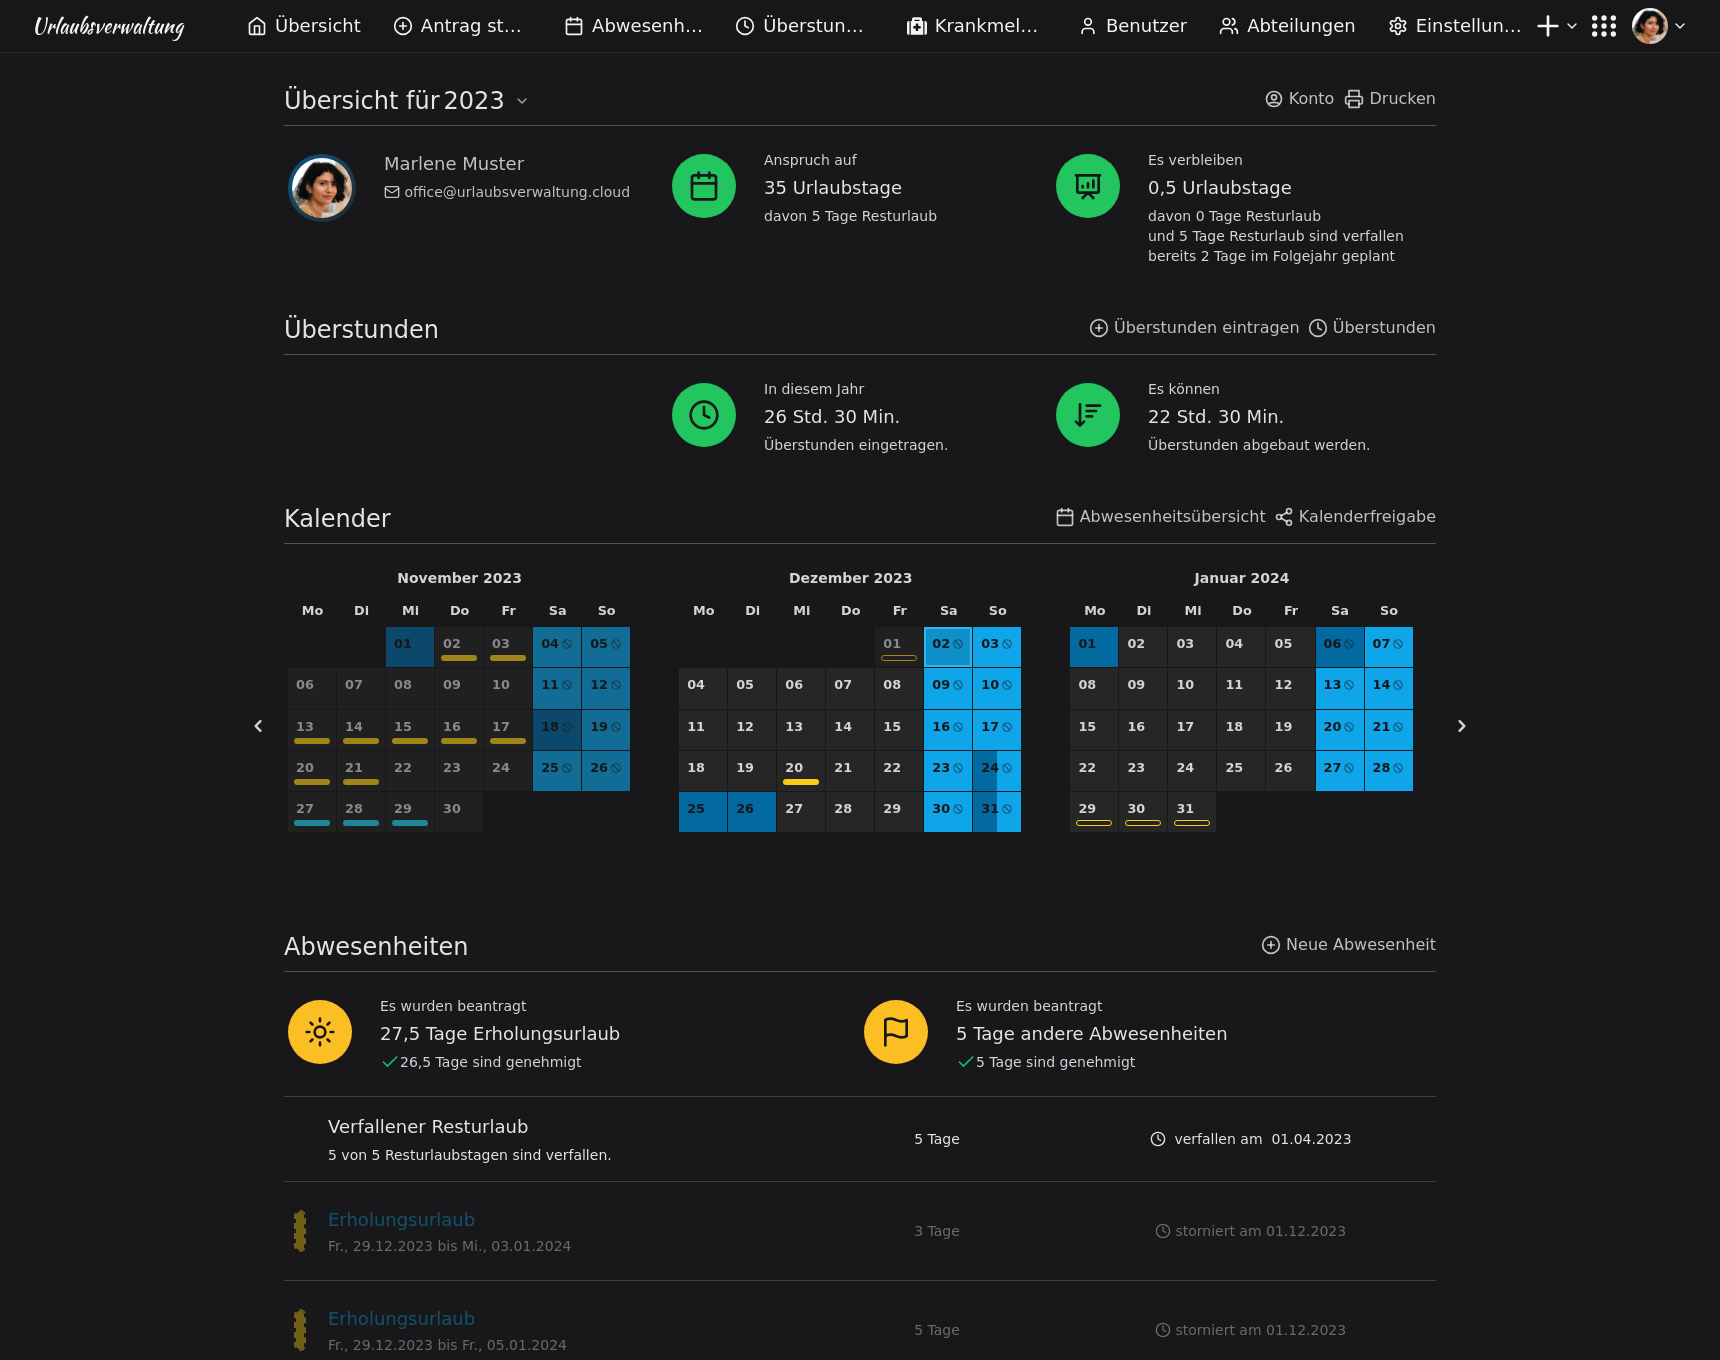 Urlaubsverwaltung Übersicht Antrag st… Abwesenh… Überstun… Krankmel… Benutzer Abteilungen Einstellun…
Übersicht für 2023 Konto Drucken
Marlene Muster
office@urlaubsverwaltung.cloud
Anspruch auf
35 Urlaubstage
davon 5 Tage Resturlaub
Es verbleiben
0,5 Urlaubstage
davon 0 Tage Resturlaub
und 5 Tage Resturlaub sind verfallen
bereits 2 Tage im Folgejahr geplant
Überstunden Überstunden eintragen Überstunden
In diesem Jahr
26 Std. 30 Min.
Überstunden eingetragen.
Es können
22 Std. 30 Min.
Überstunden abgebaut werden.
Kalender Abwesenheitsübersicht Kalenderfreigabe
November 2023
Mo Di Mi Do Fr Sa So
01 02 03 04 05
06 07 08 09 10 11 12
13 14 15 16 17 18 19
20 21 22 23 24 25 26
27 28 29 30
Dezember 2023
Mo Di Mi Do Fr Sa So
01 02 03
04 05 06 07 08 09 10
11 12 13 14 15 16 17
18 19 20 21 22 23 24
25 26 27 28 29 30 31
Januar 2024
Mo Di Mi Do Fr Sa So
01 02 03 04 05 06 07
08 09 10 11 12 13 14
15 16 17 18 19 20 21
22 23 24 25 26 27 28
29 30 31
Abwesenheiten Neue Abwesenheit
Es wurden beantragt
27,5 Tage Erholungsurlaub
26,5 Tage sind genehmigt
Es wurden beantragt
5 Tage andere Abwesenheiten
5 Tage sind genehmigt
Verfallener Resturlaub
5 von 5 Resturlaubstagen sind verfallen.
5 Tage
verfallen am 01.04.2023
Erholungsurlaub
Fr., 29.12.2023 bis Mi., 03.01.2024
3 Tage
storniert am 01.12.2023
Erholungsurlaub
Fr., 29.12.2023 bis Fr., 05.01.2024
5 Tage
storniert am 01.12.2023